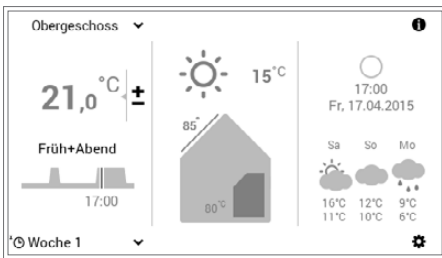 Obergeschoss
21,0 °C ±
Früh+Abend
17:00
Woche 1
15°C
85°
80°C
17:00
Fr, 17.04.2015
Sa So Mo
16°C 12°C 9°C
11°C 10°C 6°C